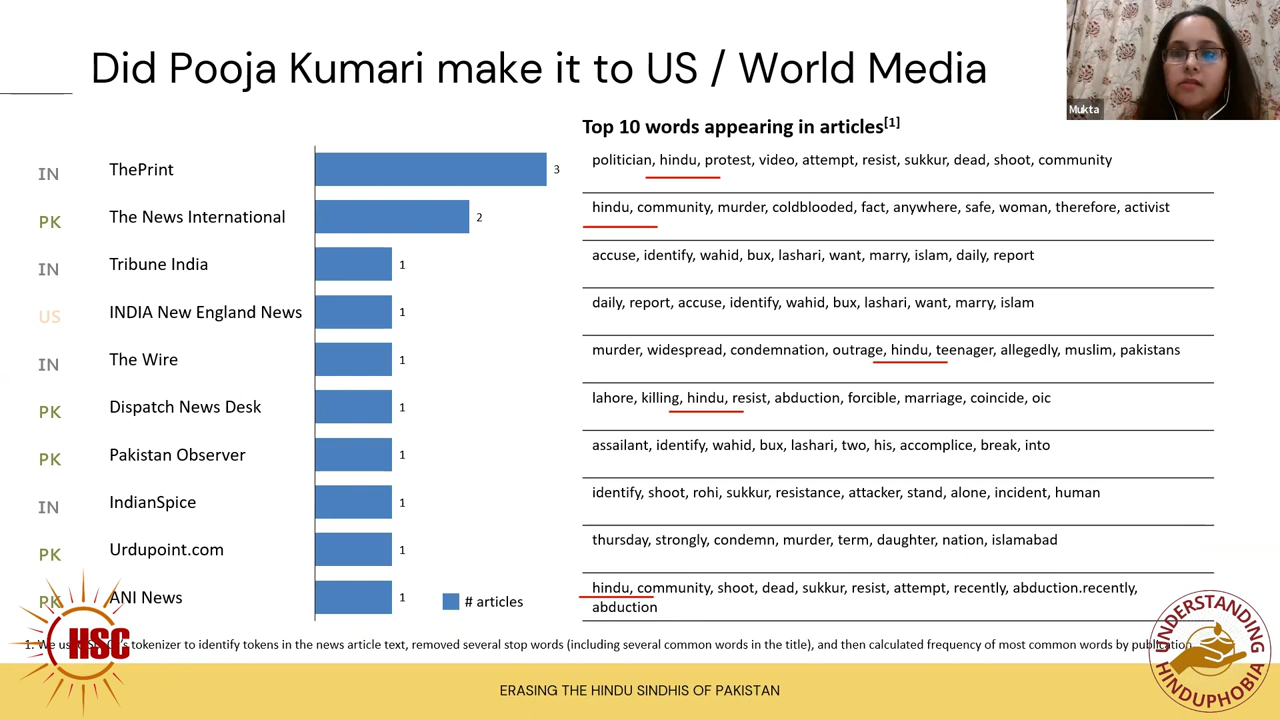 Did Pooja Kumari make it to US / World Media
Mukta
Top 10 words appearing in articles[1]
IN ThePrint 3 politician, hindu, protest, video, attempt, resist, sukkur, dead, shoot, community
PK The News International 2 hindu, community, murder, coldblooded, fact, anywhere, safe, woman, therefore, activist
IN Tribune India 1 accuse, identify, wahid, bux, lashari, want, marry, islam, daily, report
US INDIA New England News 1 daily, report, accuse, identify, wahid, bux, lashari, want, marry, islam
IN The Wire 1 murder, widespread, condemnation, outrage, hindu, teenager, allegedly, muslim, pakistans
PK Dispatch News Desk 1 lahore, killing, hindu, resist, abduction, forcible, marriage, coincide, oic
PK Pakistan Observer 1 assailant, identify, wahid, bux, lashari, two, his, accomplice, break, into
IN IndianSpice 1 identify, shoot, rohi, sukkur, resistance, attacker, stand, alone, incident, human
PK Urdupoint.com 1 thursday, strongly, condemn, murder, term, daughter, nation, islamabad
PK ANI News 1 hindu, community, shoot, dead, sukkur, resist, attempt, recently, abduction.recently,
abduction
# articles
1. We tokenizer to identify tokens in the news article text, removed several stop words (including several common words in the title), and then calculated frequency of most common words by publication
HSC
ERASING THE HINDU SINDHIS OF PAKISTAN
UNDERSTANDING
HINDUPHOBIA